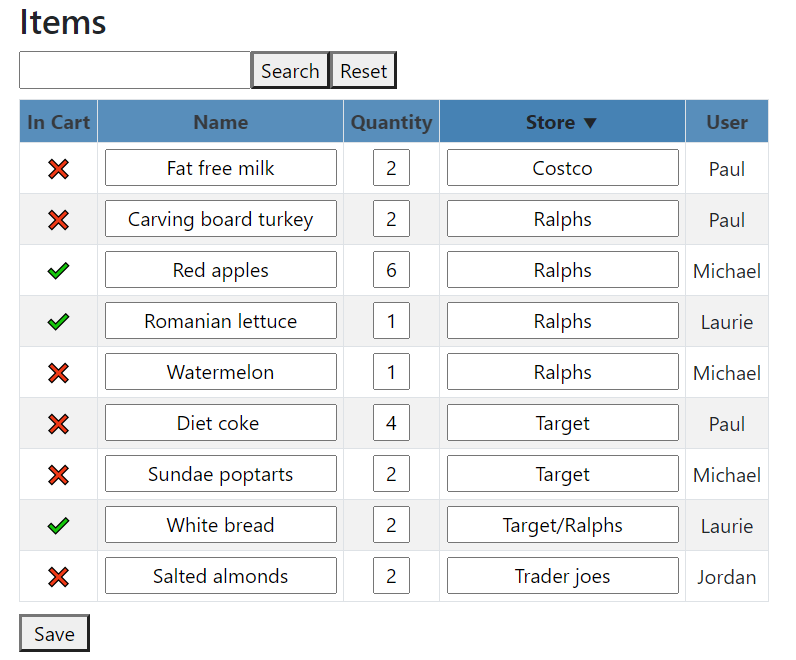 Items
Search Reset
In Cart Name Quantity Store ▼ User
Fat free milk 2 Costco Paul
Carving board turkey 2 Ralphs Paul
Red apples 6 Ralphs Michael
Romanian lettuce 1 Ralphs Laurie
Watermelon 1 Ralphs Michael
Diet coke 4 Target Paul
Sundae poptarts 2 Target Michael
White bread 2 Target/Ralphs Laurie
Salted almonds 2 Trader joes Jordan
Save